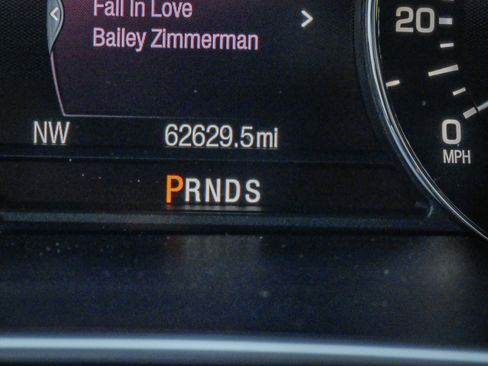 Fall In Love
Bailey Zimmerman
20
NW
62629.5mi
0
MPH
PRNDS